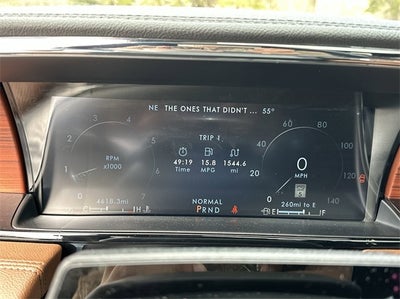 NE THE ONES THAT DIDN'T ... 55°
3 4
2 5
1 6
0 7
RPM
x1000
TRIP 1
49:19 15.8 1544.6
Time MPG mi
60 80
40 100
20 120
140
0
MPH
5
NORMAL
PRND
4618.3mi
C H
260mi to E
E F